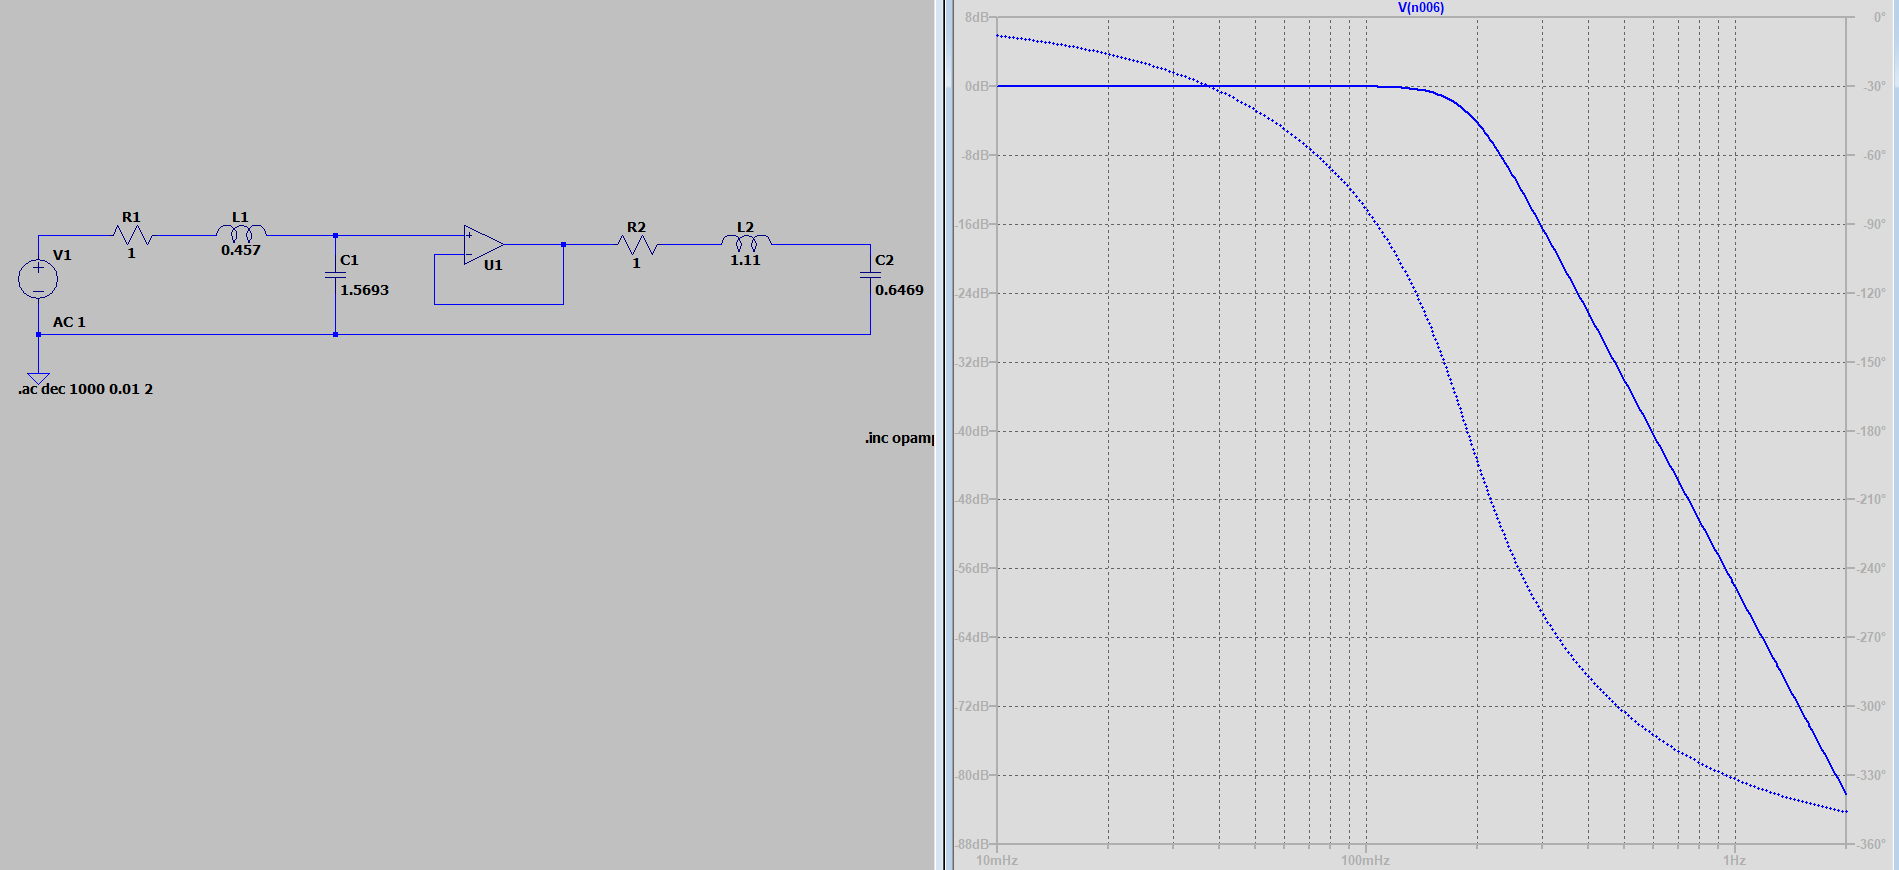 R1
1
L1
0.457
V1
AC 1
C1
1.5693
U1
R2
1
L2
1.11
C2
0.6469
.ac dec 1000 0.01 2
.inc opamp
V(n006)
8dB
0dB
-8dB
-16dB
-24dB
-32dB
-40dB
-48dB
-56dB
-64dB
-72dB
-80dB
-88dB
0°
-30°
-60°
-90°
-120°
-150°
-180°
-210°
-240°
-270°
-300°
-330°
-360°
10mHz
100mHz
1Hz